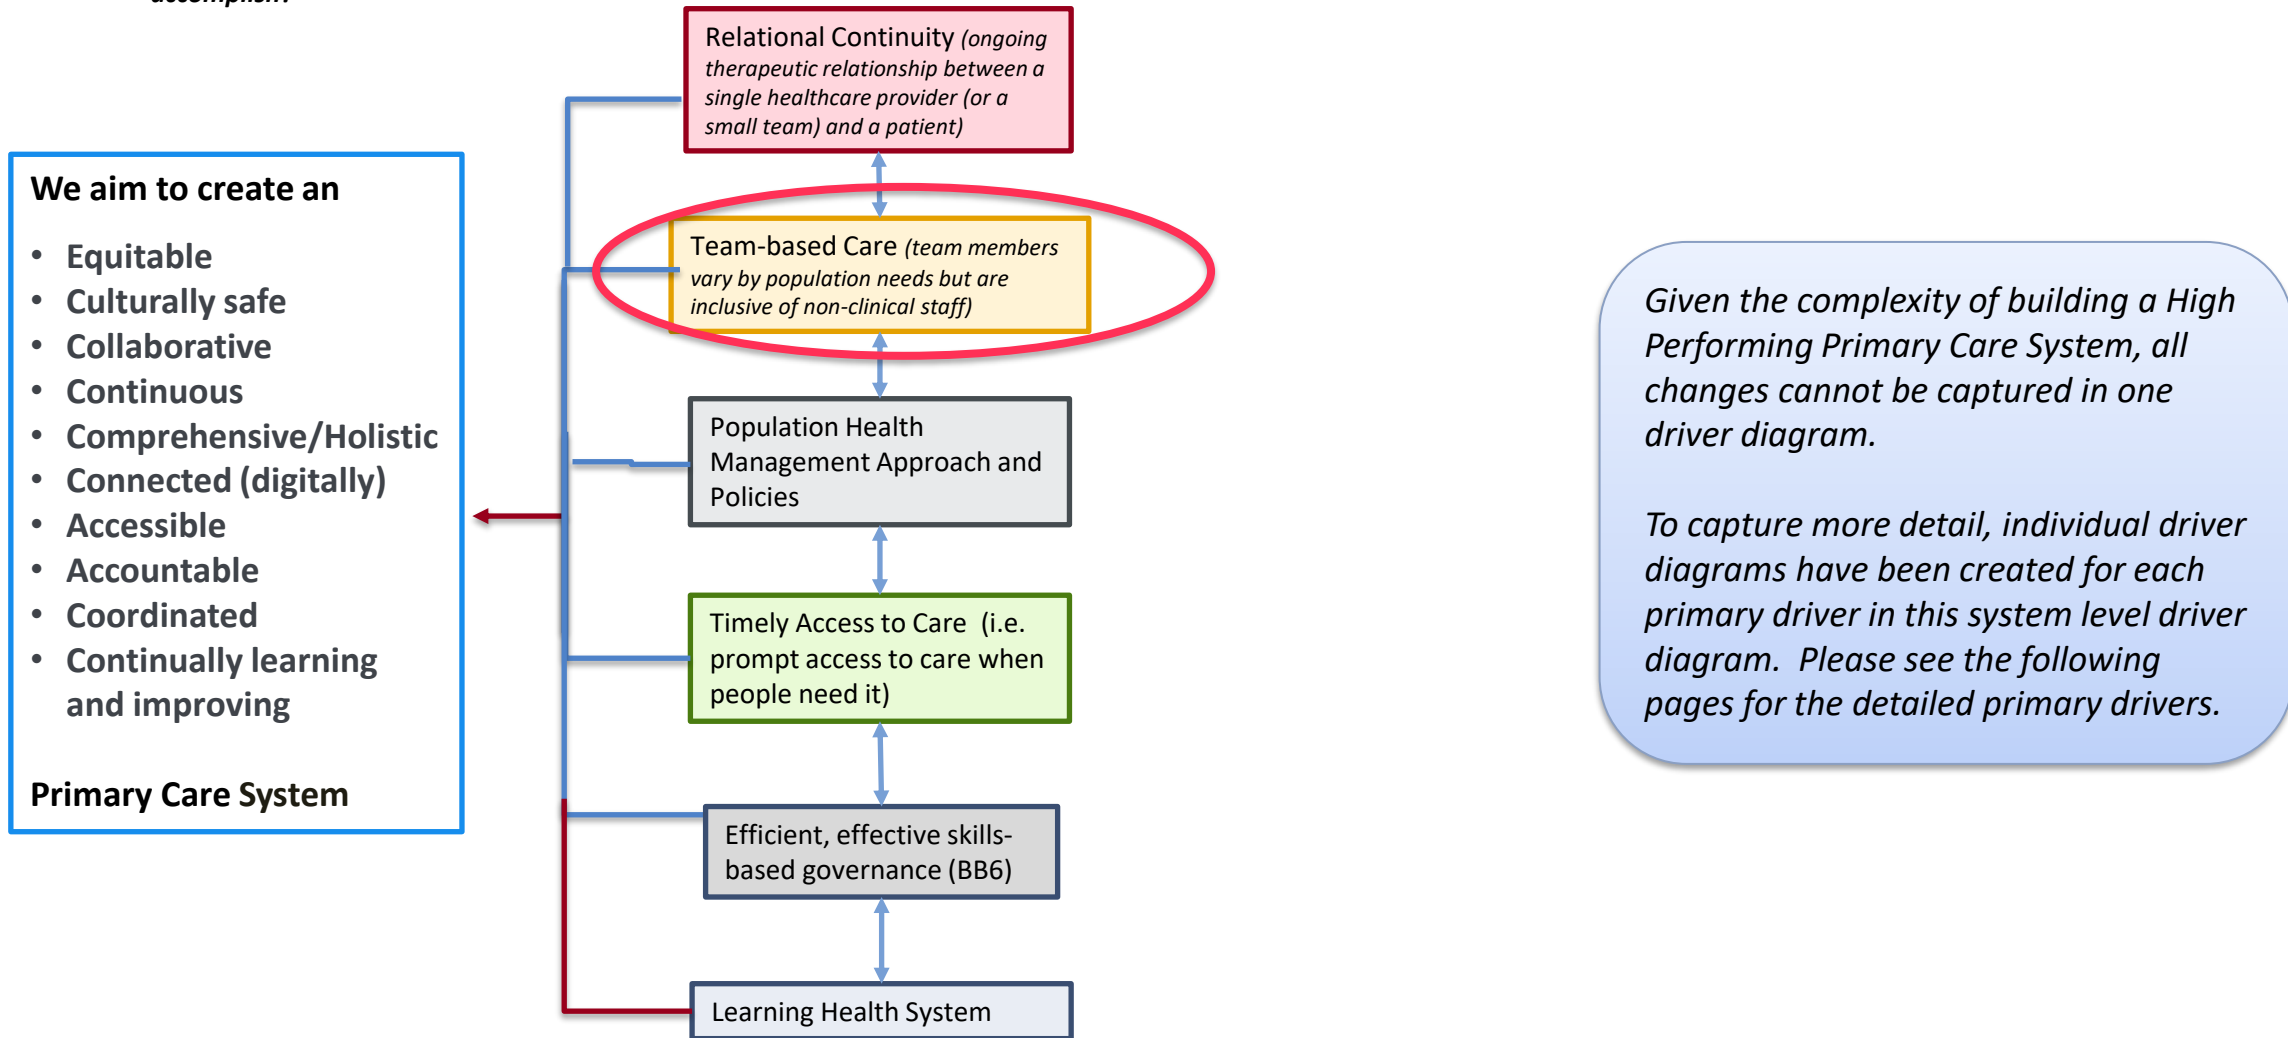 accomplish?
Relational Continuity (ongoing
therapeutic relationship between a
single healthcare provider (or a
small team) and a patient)
We aim to create an
• Equitable
• Culturally safe
• Collaborative
• Continuous
• Comprehensive/Holistic
• Connected (digitally)
• Accessible
• Accountable
• Coordinated
• Continually learning
and improving
Primary Care System
Team-based Care (team members
vary by population needs but are
inclusive of non-clinical staff)
Population Health
Management Approach and
Policies
Timely Access to Care (i.e.
prompt access to care when
people need it)
Efficient, effective skills-
based governance (BB6)
Learning Health System
Given the complexity of building a High
Performing Primary Care System, all
changes cannot be captured in one
driver diagram.
To capture more detail, individual driver
diagrams have been created for each
primary driver in this system level driver
diagram. Please see the following
pages for the detailed primary drivers.